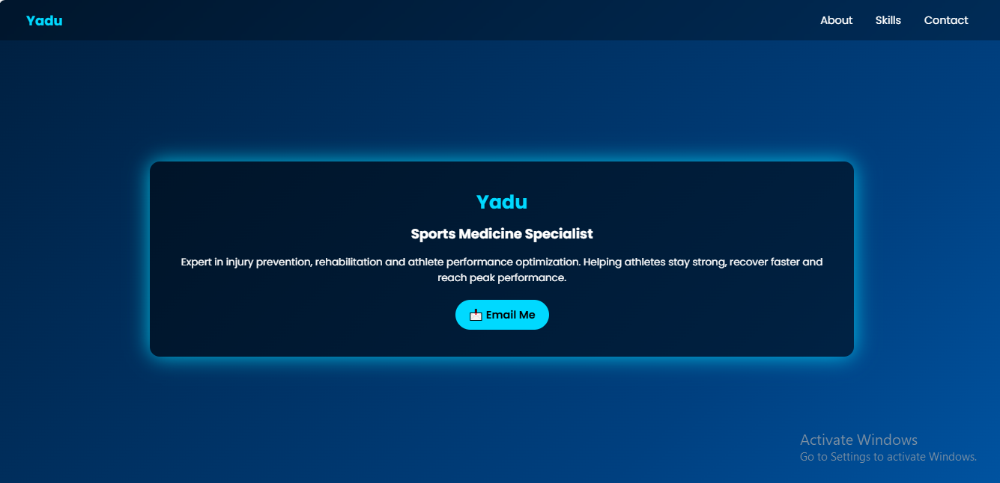 Yadu
About Skills Contact
Yadu
Sports Medicine Specialist
Expert in injury prevention, rehabilitation and athlete performance optimization. Helping athletes stay strong, recover faster and
reach peak performance.
📩 Email Me
Activate Windows
Go to Settings to activate Windows.